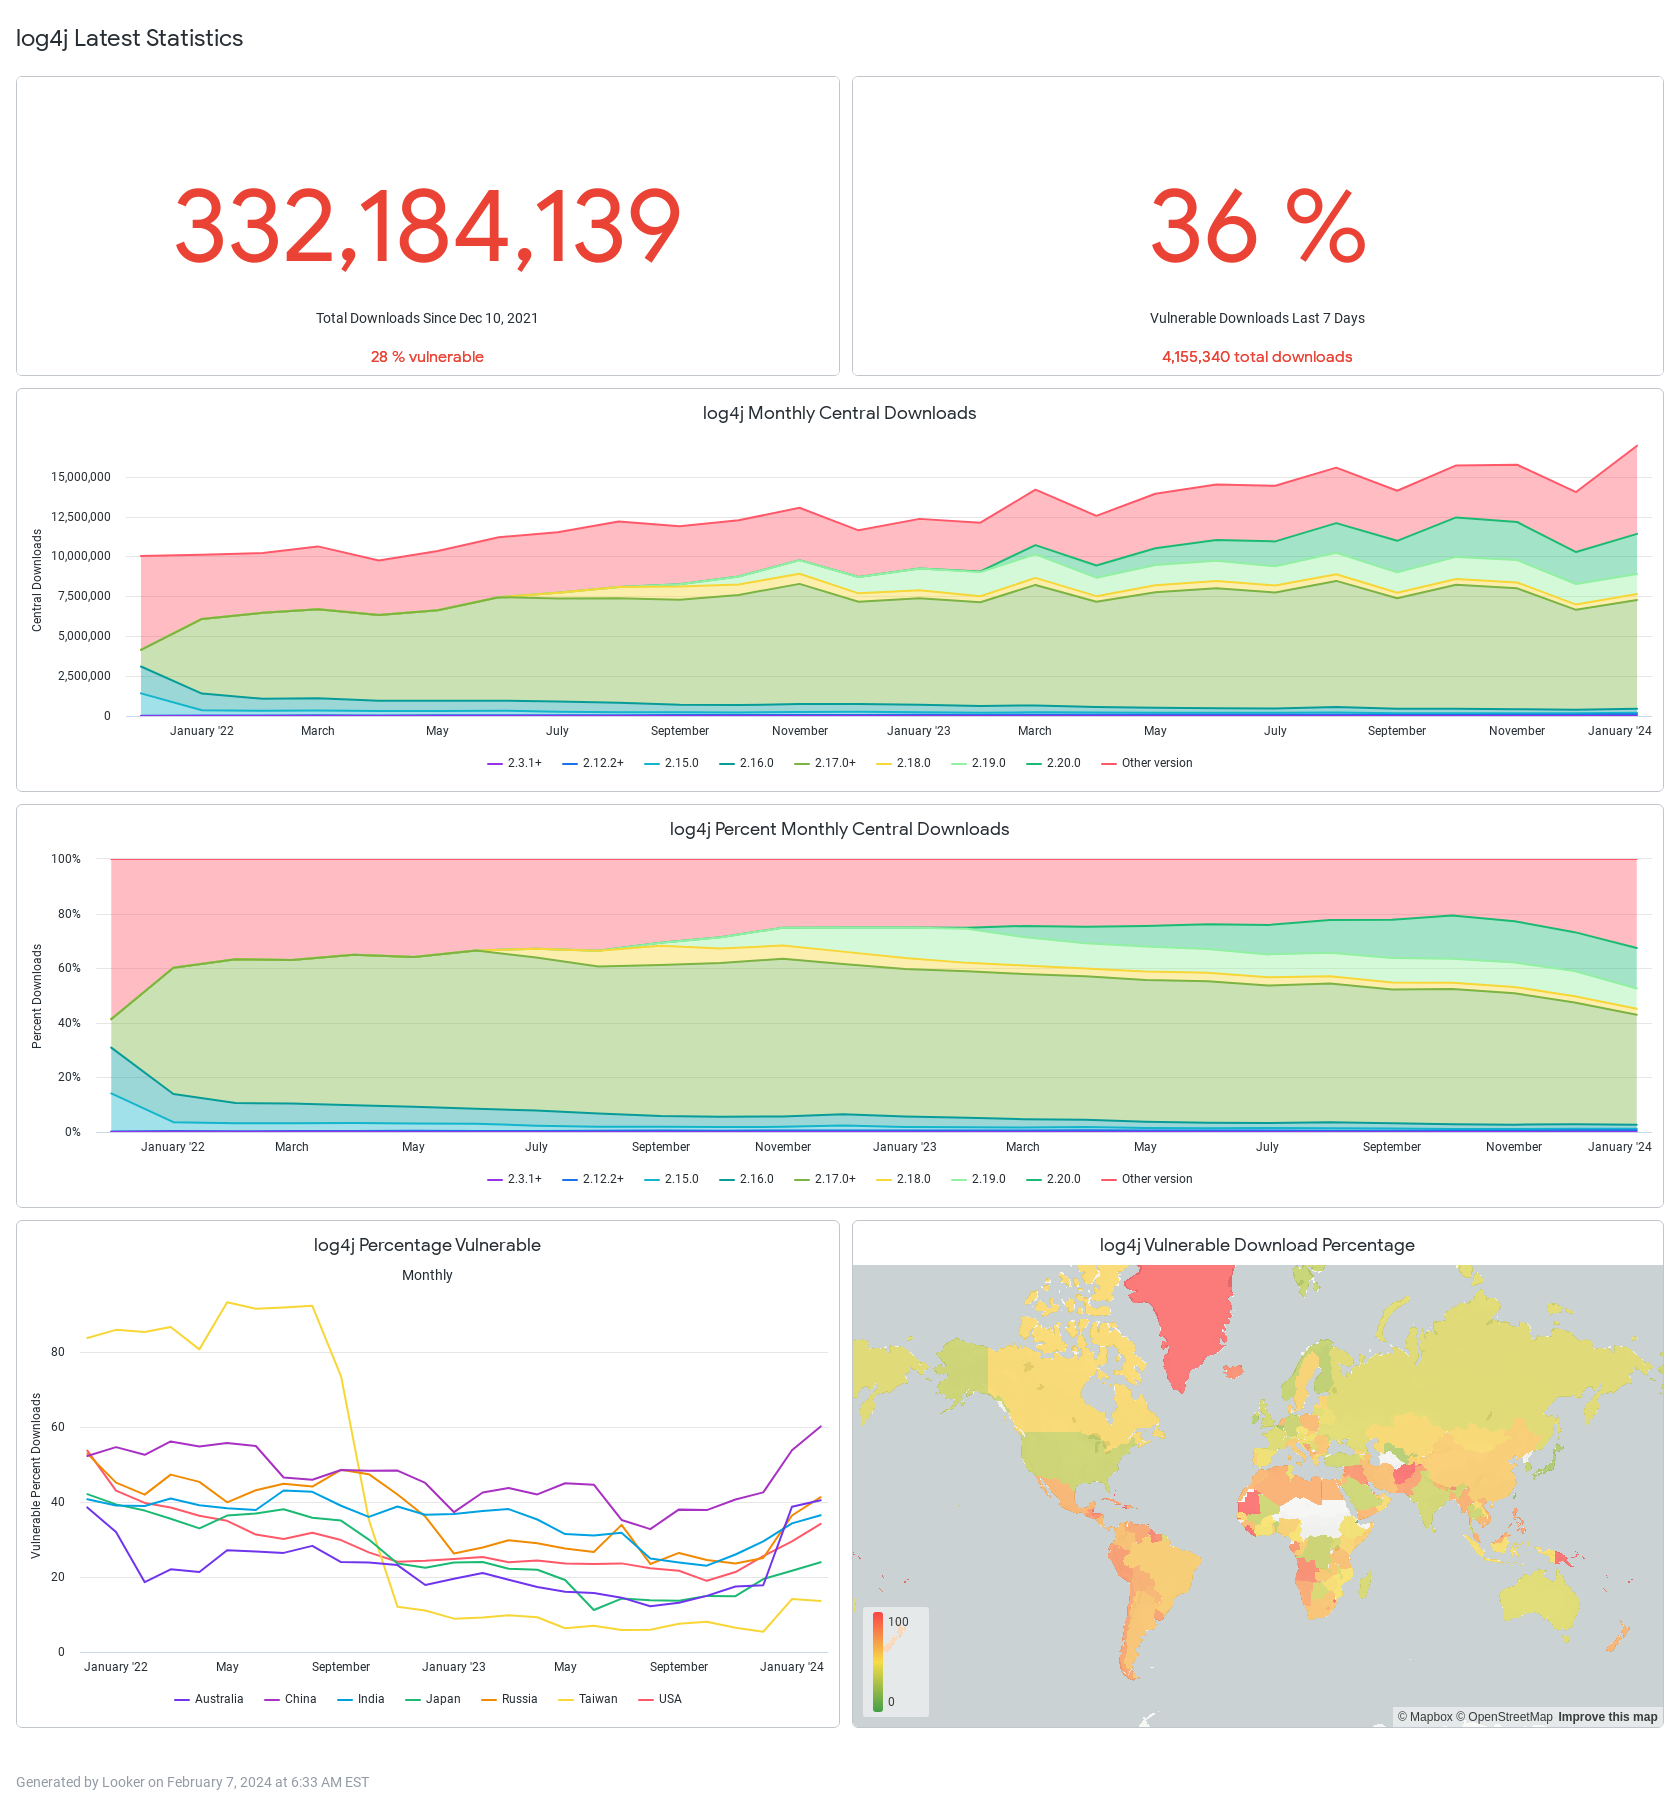 log4j Latest Statistics
332,184,139
Total Downloads Since Dec 10, 2021
28 % vulnerable
36 %
Vulnerable Downloads Last 7 Days
4,155,340 total downloads
log4j Monthly Central Downloads
Central Downloads
15,000,000
12,500,000
10,000,000
7,500,000
5,000,000
2,500,000
0
January '22 March May July September November January '23 March May July September November January '24
2.3.1+ 2.12.2+ 2.15.0 2.16.0 2.17.0+ 2.18.0 2.19.0 2.20.0 Other version
log4j Percent Monthly Central Downloads
Percent Downloads
100%
80%
60%
40%
20%
0%
January '22 March May July September November January '23 March May July September November January '24
2.3.1+ 2.12.2+ 2.15.0 2.16.0 2.17.0+ 2.18.0 2.19.0 2.20.0 Other version
log4j Percentage Vulnerable
Monthly
Vulnerable Percent Downloads
80
60
40
20
0
January '22 May September January '23 May September January '24
Australia China India Japan Russia Taiwan USA
log4j Vulnerable Download Percentage
100
0
© Mapbox © OpenStreetMap Improve this map
Generated by Looker on February 7, 2024 at 6:33 AM EST